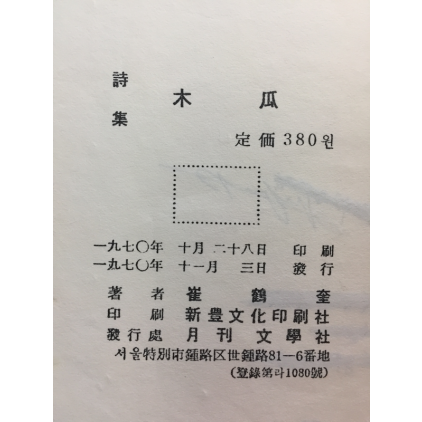 詩集 木瓜
定価 380원
一九七〇年 十月 二十八日 印刷
一九七〇年 十一月 三日 發行
著者 崔鶴奎
印刷 新豊文化印刷社
發行處 月刊文學社
서울特別市鍾路区世鍾路81—6番地
(登錄第라1080號)